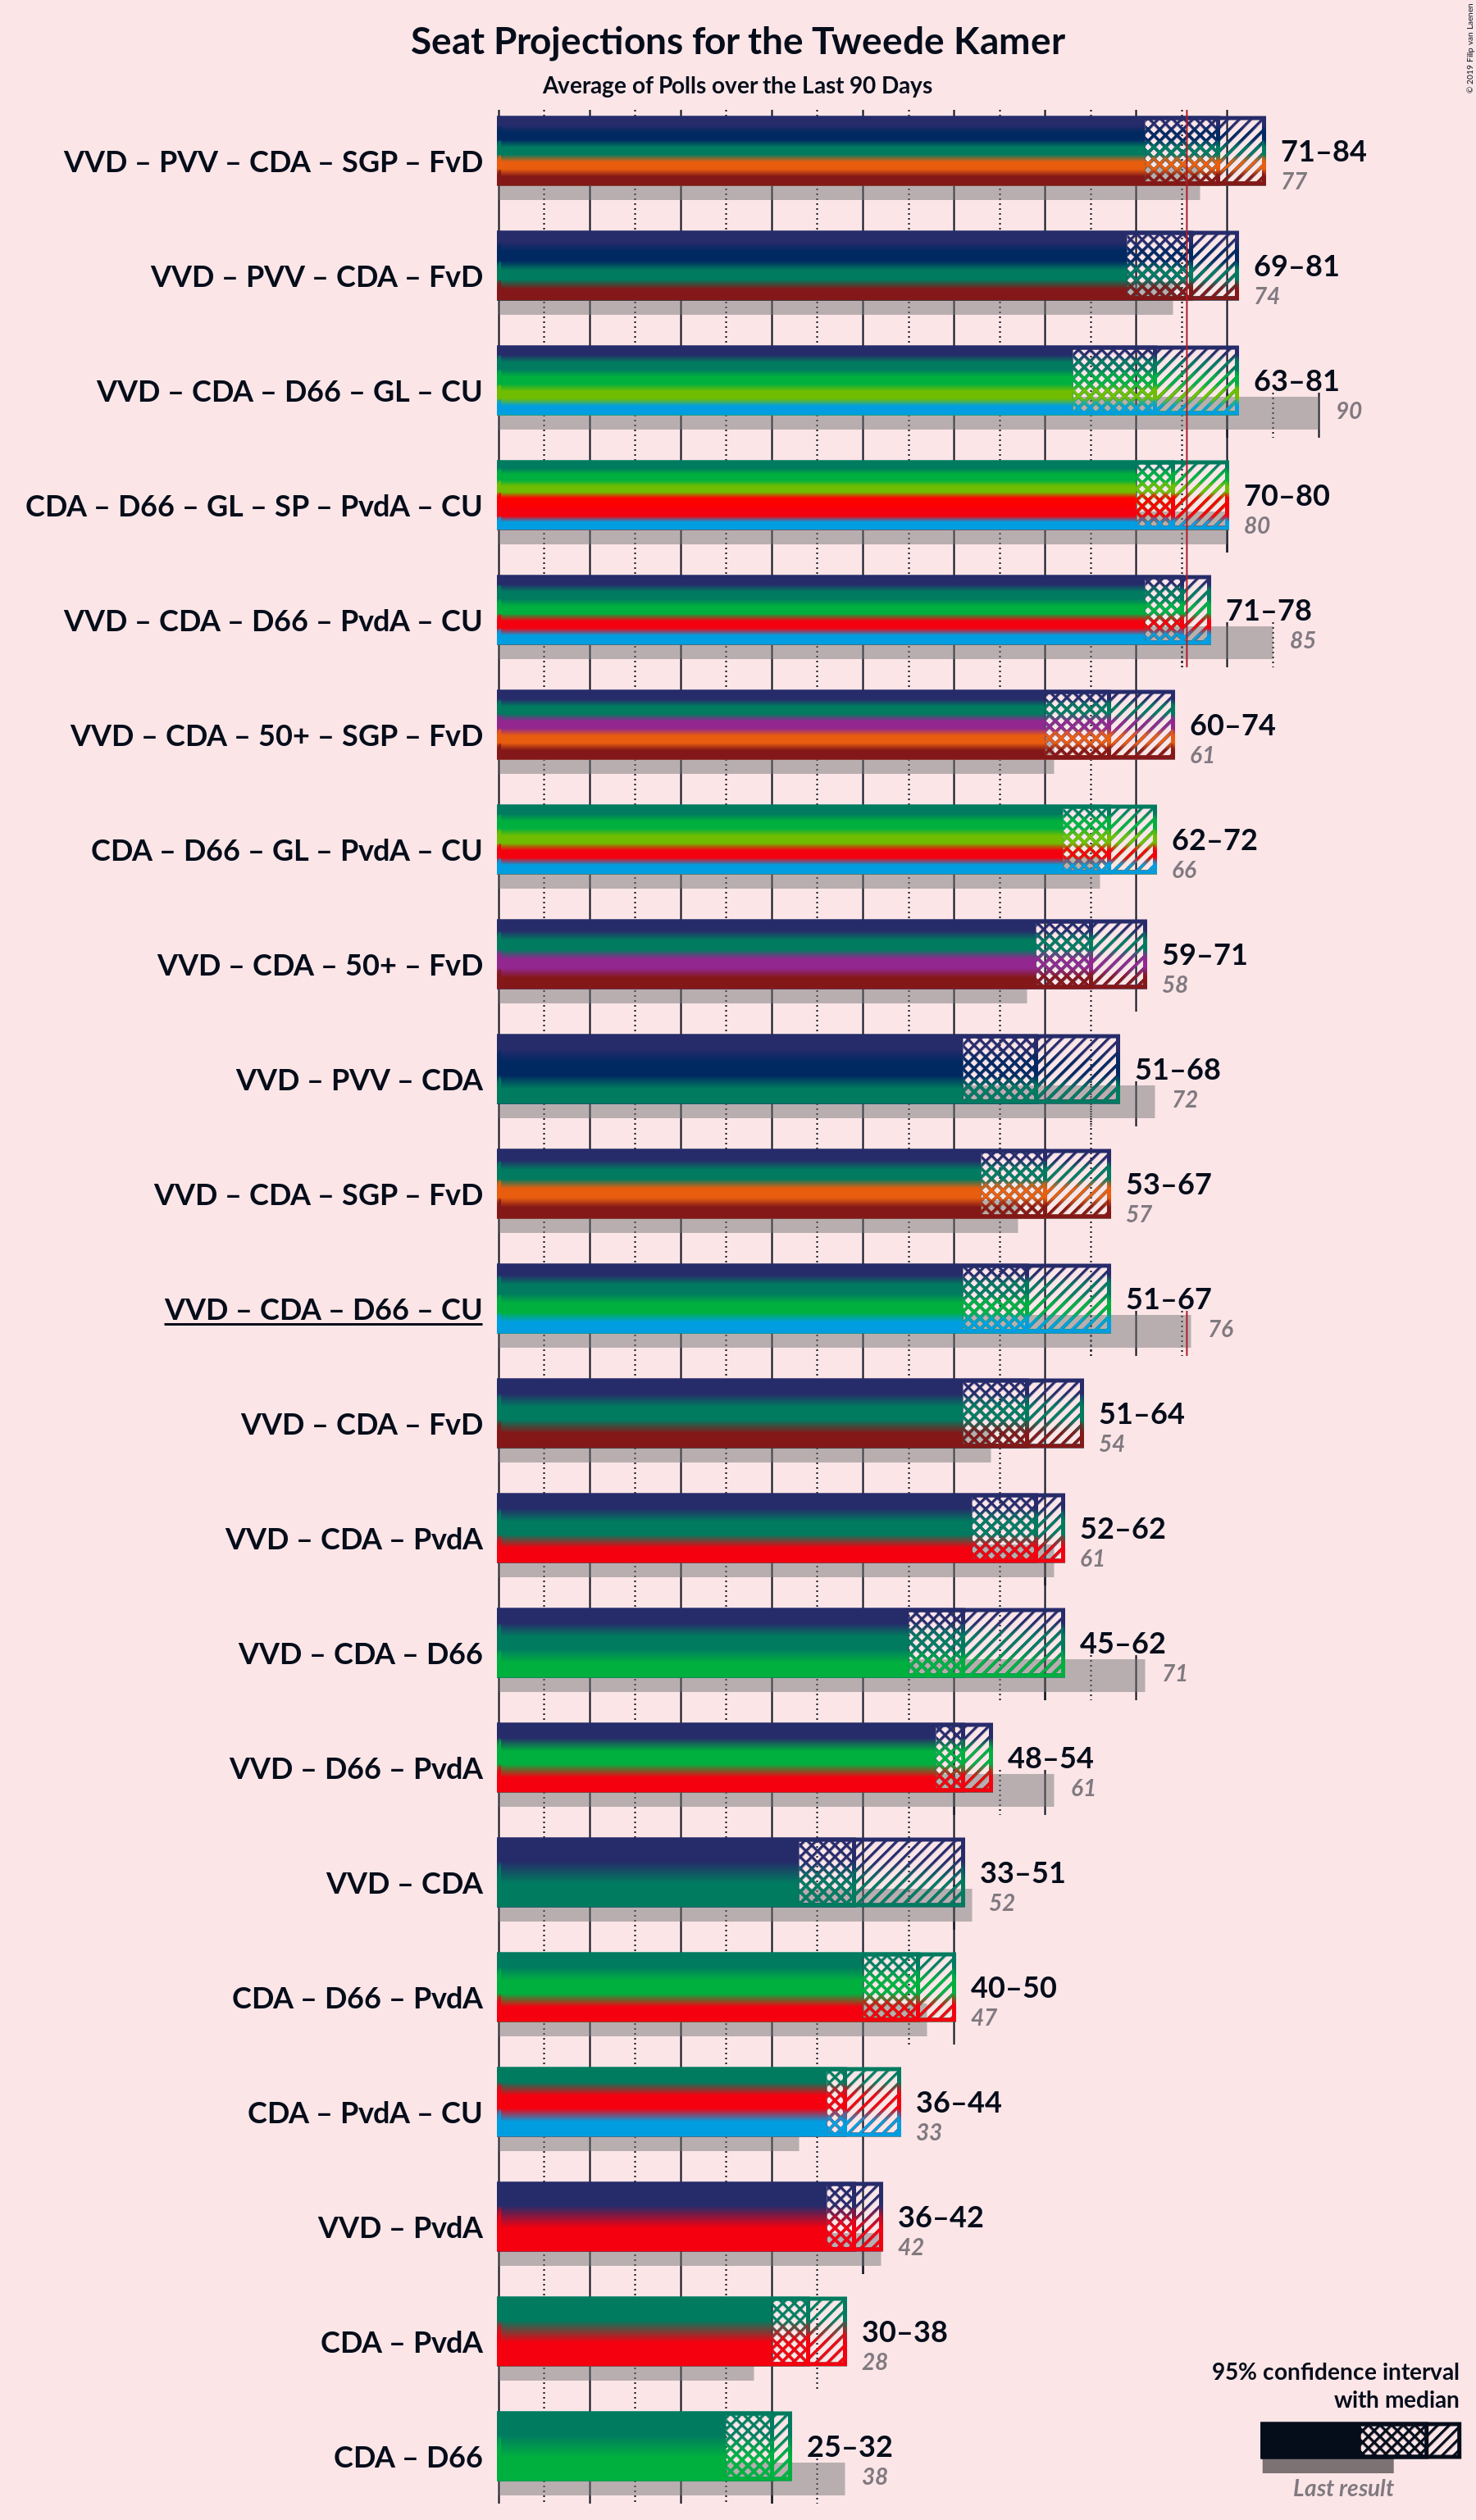 Seat Projections for the Tweede Kamer
Average of Polls over the Last 90 Days
© 2019 Filip van Laenen
VVD – PVV – CDA – SGP – FvD
71–84
77
VVD – PVV – CDA – FvD
69–81
74
VVD – CDA – D66 – GL – CU
63–81
90
CDA – D66 – GL – SP – PvdA – CU
70–80
80
VVD – CDA – D66 – PvdA – CU
71–78
85
VVD – CDA – 50+ – SGP – FvD
60–74
61
CDA – D66 – GL – PvdA – CU
62–72
66
VVD – CDA – 50+ – FvD
59–71
58
VVD – PVV – CDA
51–68
72
VVD – CDA – SGP – FvD
53–67
57
VVD – CDA – D66 – CU
51–67
76
VVD – CDA – FvD
51–64
54
VVD – CDA – PvdA
52–62
61
VVD – CDA – D66
45–62
71
VVD – D66 – PvdA
48–54
61
VVD – CDA
33–51
52
CDA – D66 – PvdA
40–50
47
CDA – PvdA – CU
36–44
33
VVD – PvdA
36–42
42
CDA – PvdA
30–38
28
CDA – D66
25–32
38
95% confidence interval
with median
Last result